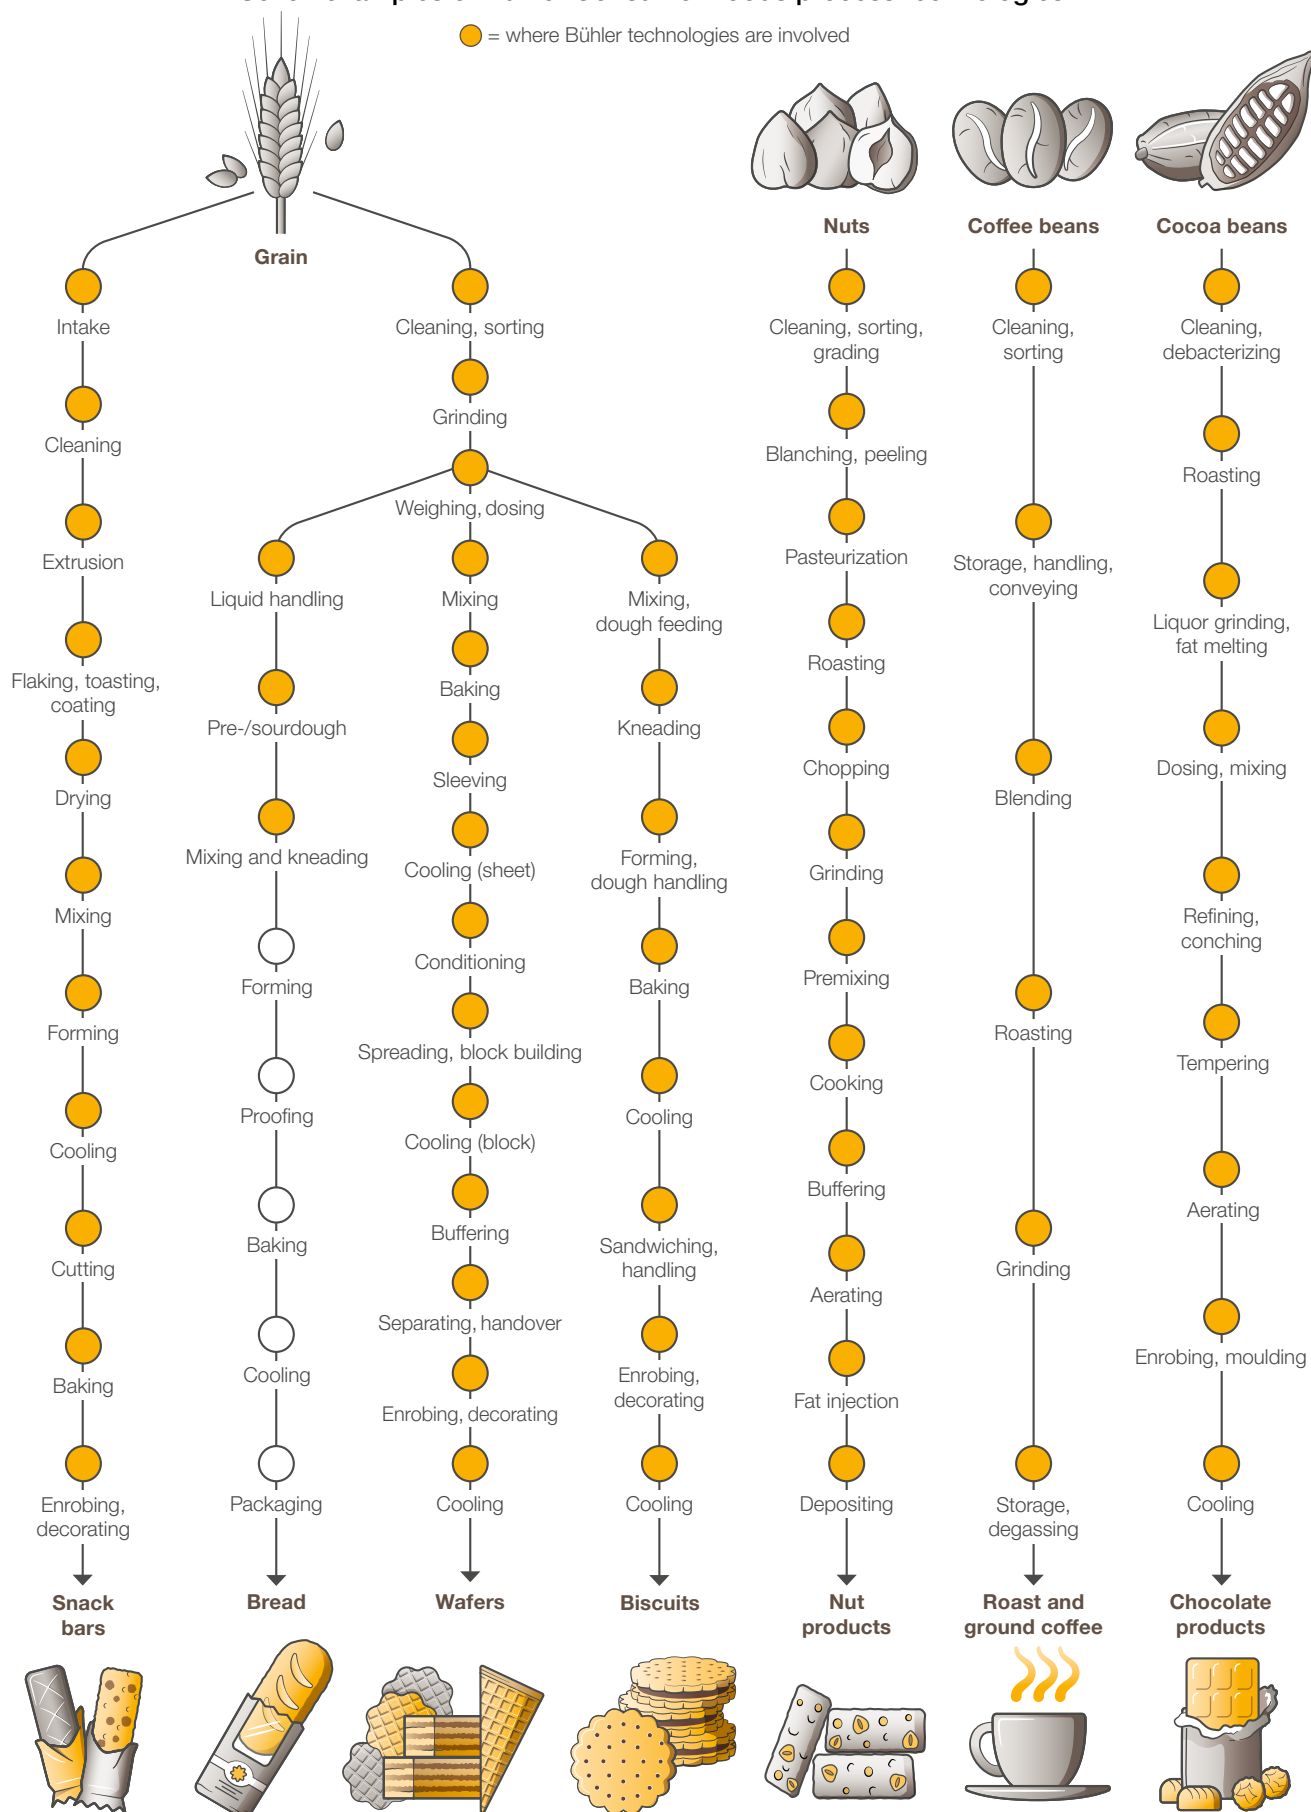 = where Bühler technologies are involved
Grain
Intake
Cleaning
Extrusion
Flaking, toasting,
coating
Drying
Mixing
Forming
Cooling
Cutting
Baking
Enrobing,
decorating
Snack
bars
Cleaning, sorting
Grinding
Weighing, dosing
Liquid handling
Pre-/sourdough
Mixing and kneading
Forming
Proofing
Baking
Cooling
Packaging
Bread
Mixing
Baking
Sleeving
Cooling (sheet)
Conditioning
Spreading, block building
Cooling (block)
Buffering
Separating, handover
Enrobing, decorating
Cooling
Wafers
Mixing,
dough feeding
Kneading
Forming,
dough handling
Baking
Cooling
Sandwiching,
handling
Enrobing,
decorating
Cooling
Biscuits
Nuts
Cleaning, sorting,
grading
Blanching, peeling
Pasteurization
Roasting
Chopping
Grinding
Premixing
Cooking
Buffering
Aerating
Fat injection
Depositing
Nut
products
Coffee beans
Cleaning,
sorting
Storage, handling,
conveying
Blending
Roasting
Grinding
Storage,
degassing
Roast and
ground coffee
Cocoa beans
Cleaning,
debacterizing
Roasting
Liquor grinding,
fat melting
Dosing, mixing
Refining,
conching
Tempering
Aerating
Enrobing, moulding
Cooling
Chocolate
products